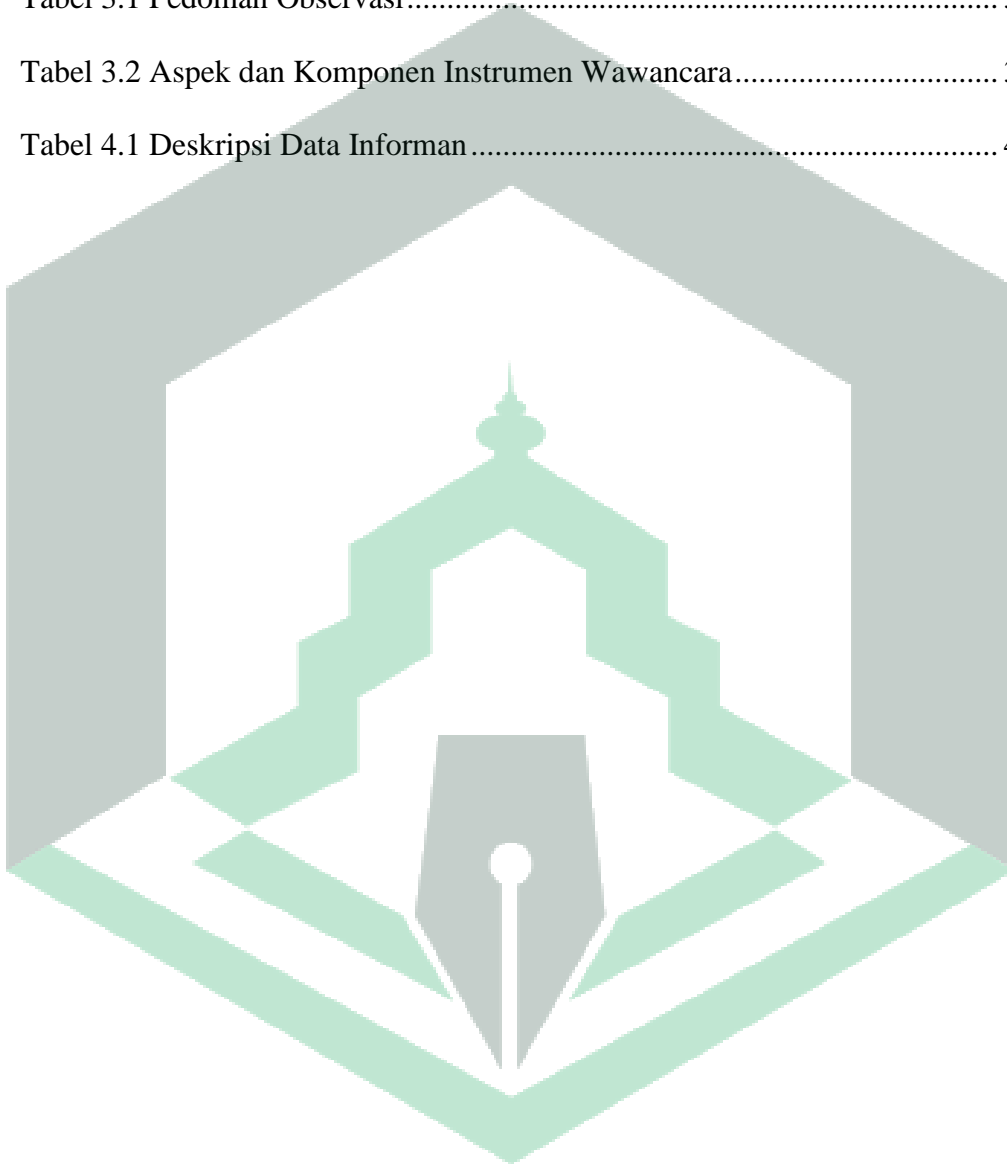 Tabel 3.1 Pedoman Observasi
Tabel 3.2 Aspek dan Komponen Instrumen Wawancara
Tabel 4.1 Deskripsi Data Informan